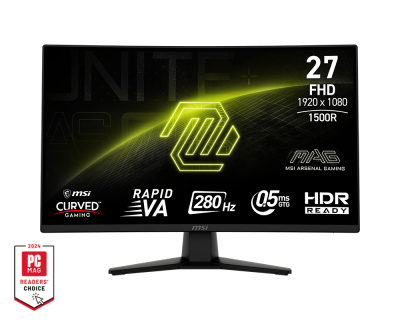 UNITE+
27
FHD
1920 x 1080
1500R
MAG
MSI ARSENAL GAMING
msi
CURVED
GAMING
RAPID
VA
280Hz
0.5ms
GTG
HDR
READY
msi
2024
PC
MAG
READERS'
CHOICE